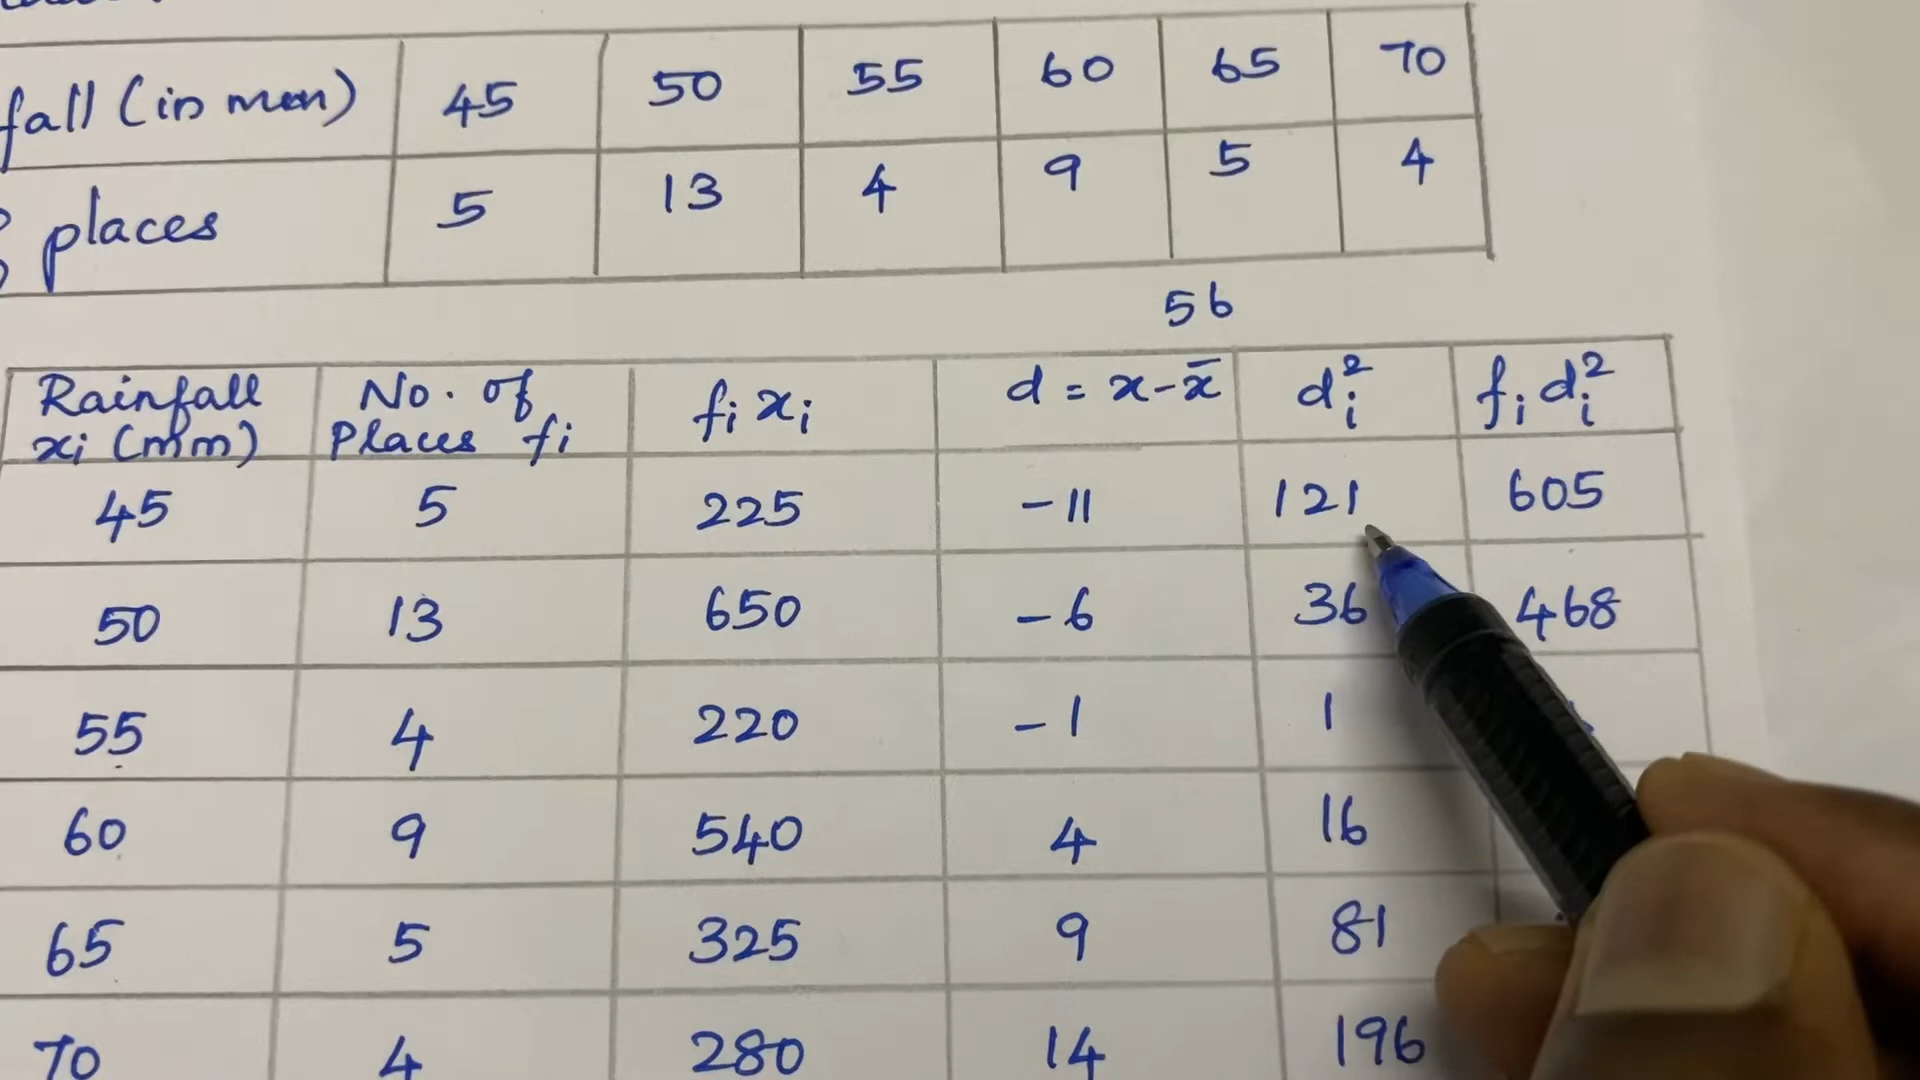 fall (in mm) 45 50 55 60 65 70
places 5 13 4 9 5 4
56
Rainfall xi (mm) No. of Places fi fi xi d = x - x̄ di² fi di²
45 5 225 -11 121 605
50 13 650 -6 36 468
55 4 220 -1 1
60 9 540 4 16
65 5 325 9 81
70 4 280 14 196